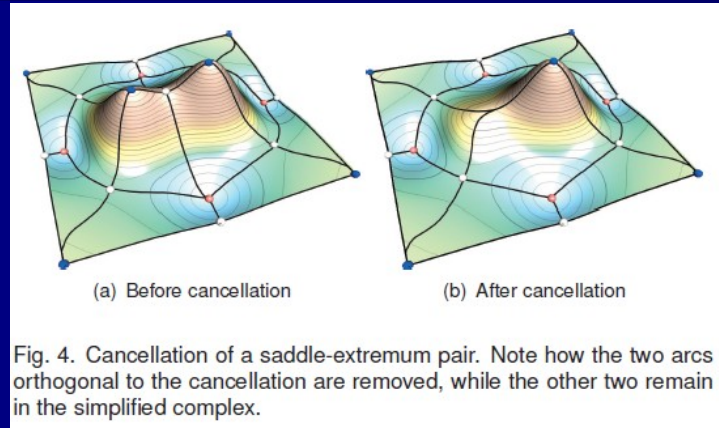 (a) Before cancellation
(b) After cancellation
Fig. 4. Cancellation of a saddle-extremum pair. Note how the two arcs
orthogonal to the cancellation are removed, while the other two remain
in the simplified complex.